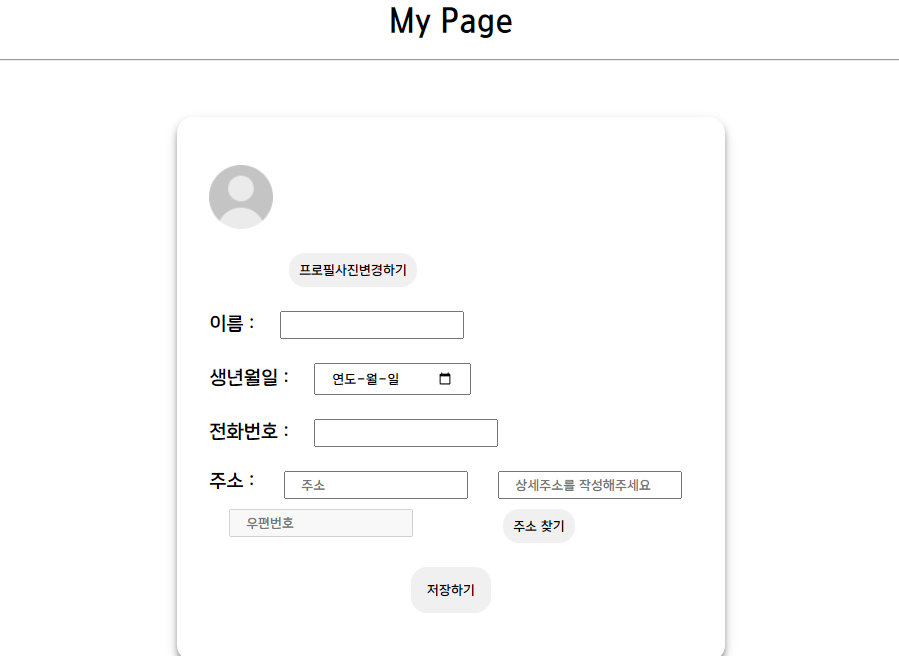 My Page
프로필사진변경하기
이름 :
생년월일 : 연도-월-일
전화번호 :
주소 : 주소 상세주소를 작성해주세요
우편번호 주소 찾기
저장하기